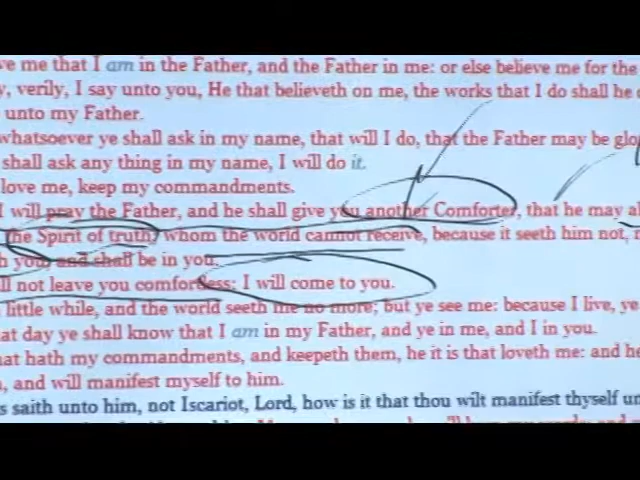 ve me that I am in the Father, and the Father in me: or else believe me for the
y, verily, I say unto you, He that believeth on me, the works that I do shall he
unto my Father.
whatsoever ye shall ask in my name, that will I do, that the Father may be glo
shall ask any thing in my name, I will do it.
love me, keep my commandments.
I will pray the Father, and he shall give you another Comforter, that he may a
the Spirit of truth; whom the world cannot receive, because it seeth him not,
h you, and shall be in you.
ll not leave you comfortless: I will come to you.
little while, and the world seeth me no more; but ye see me: because I live, ye
at day ye shall know that I am in my Father, and ye in me, and I in you.
hat hath my commandments, and keepeth them, he it is that loveth me: and he
, and will manifest myself to him.
s saith unto him, not Iscariot, Lord, how is it that thou wilt manifest thyself un